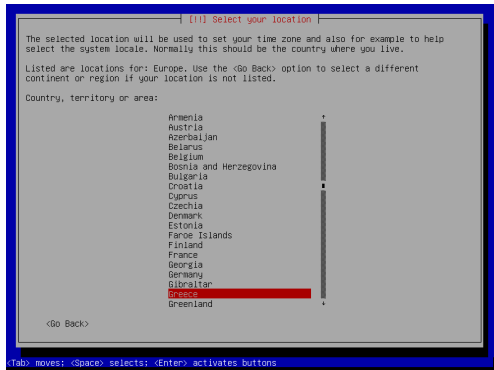 [!!] Select your location
The selected location will be used to set your time zone and also for example to help
select the system locale. Normally this should be the country where you live.
Listed are locations for: Europe. Use the <Go Back> option to select a different
continent or region if your location is not listed.
Country, territory or area:
Armenia
Austria
Azerbaijan
Belarus
Belgium
Bosnia and Herzegovina
Bulgaria
Croatia
Cyprus
Czechia
Denmark
Estonia
Faroe Islands
Finland
France
Georgia
Germany
Gibraltar
Greece
Greenland
<Go Back>
<Tab> moves; <Space> selects; <Enter> activates buttons